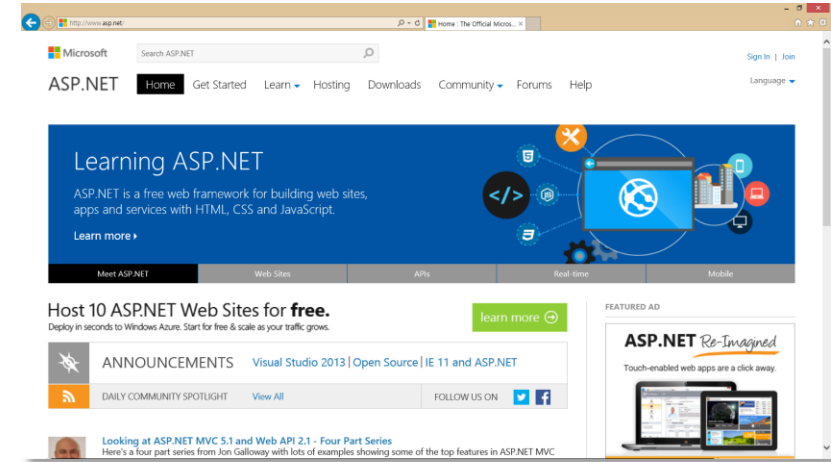 http://www.asp.net/
Home : The Official Micros...
Microsoft
Search ASP.NET
Sign In | Join
ASP.NET
Home
Get Started
Learn
Hosting
Downloads
Community
Forums
Help
Language
Learning ASP.NET
ASP.NET is a free web framework for building web sites,
apps and services with HTML, CSS and JavaScript.
Learn more
</>
Meet ASP.NET
Web Sites
APIs
Real-time
Mobile
Host 10 ASP.NET Web Sites for free.
Deploy in seconds to Windows Azure. Start for free & scale as your traffic grows.
learn more
FEATURED AD
ASP.NET Re-Imagined
Touch-enabled web apps are a click away.
ANNOUNCEMENTS
Visual Studio 2013 | Open Source | IE 11 and ASP.NET
DAILY COMMUNITY SPOTLIGHT
View All
FOLLOW US ON
Looking at ASP.NET MVC 5.1 and Web API 2.1 - Four Part Series
Here's a four part series from Jon Galloway with lots of examples showing some of the top features in ASP.NET MVC